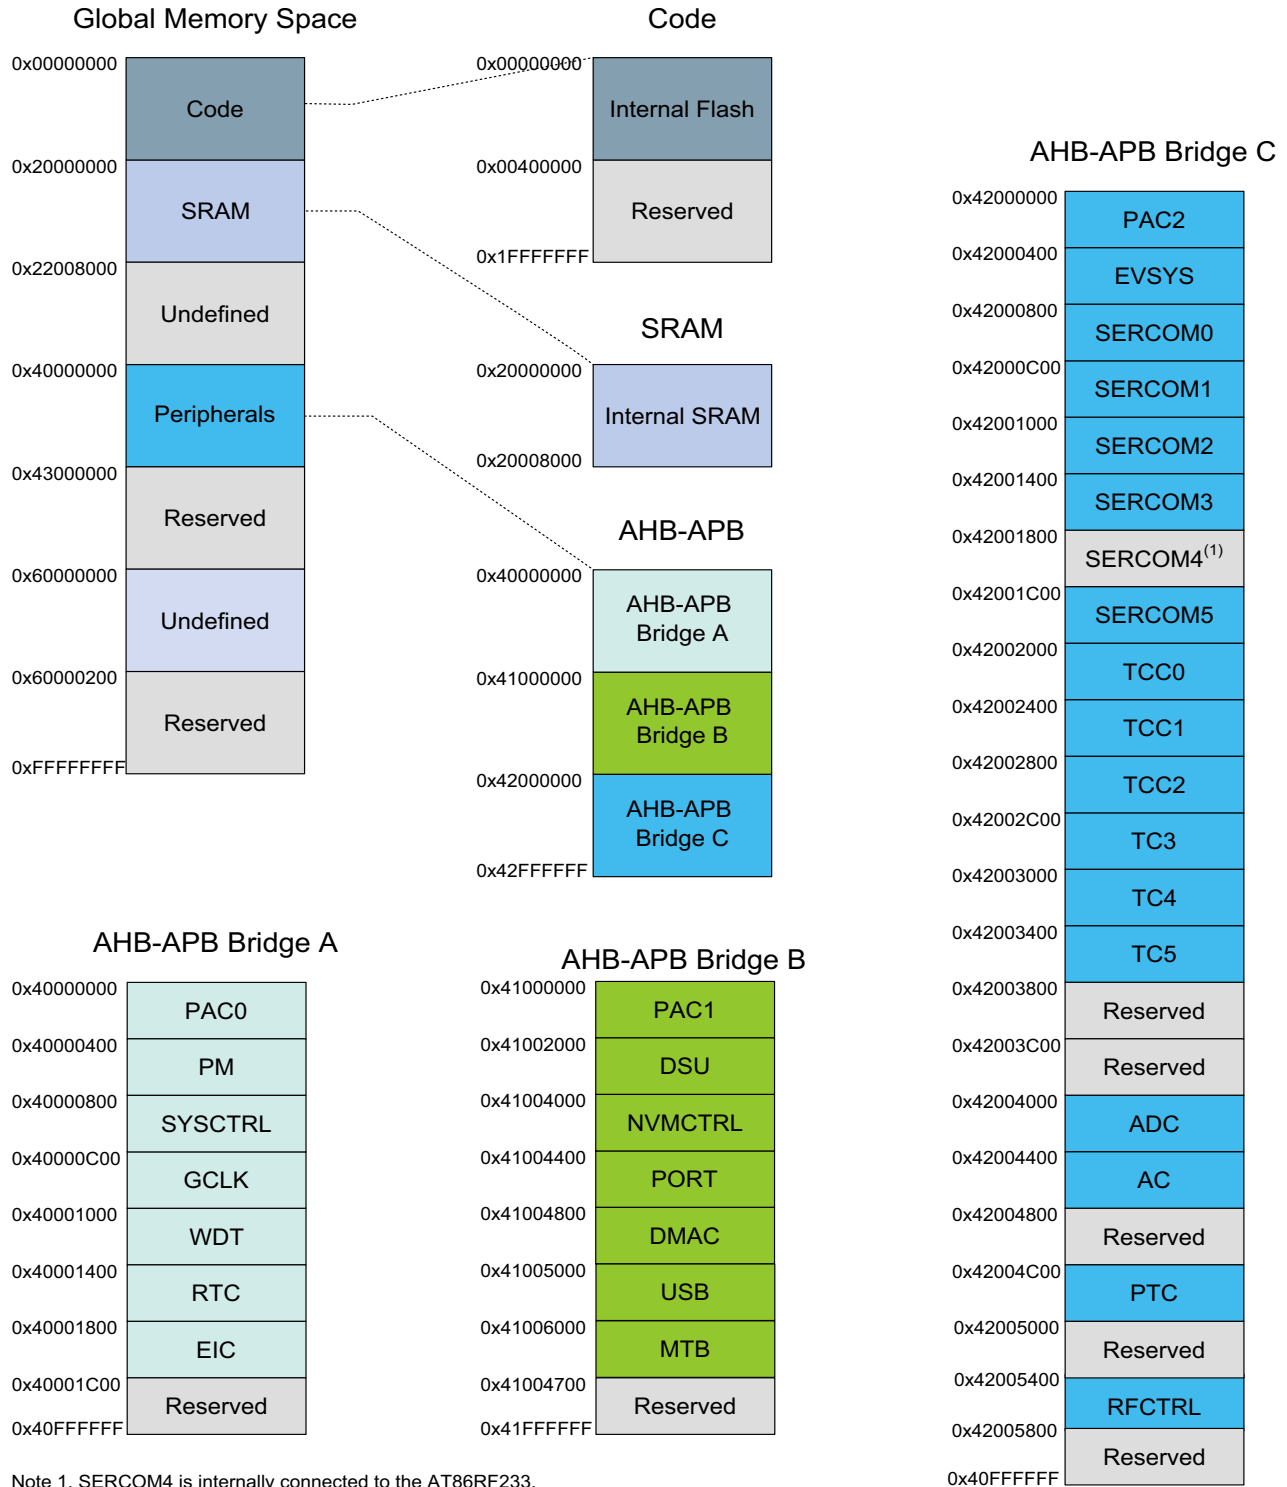 Global Memory Space
0x00000000
Code
0x20000000
SRAM
0x22008000
Undefined
0x40000000
Peripherals
0x43000000
Reserved
0x60000000
Undefined
0x60000200
Reserved
0xFFFFFFFF
Code
0x00000000
Internal Flash
0x00400000
Reserved
0x1FFFFFFF
SRAM
0x20000000
Internal SRAM
0x20008000
AHB-APB
0x40000000
AHB-APB
Bridge A
0x41000000
AHB-APB
Bridge B
0x42000000
AHB-APB
Bridge C
0x42FFFFFF
AHB-APB Bridge A
0x40000000
PAC0
0x40000400
PM
0x40000800
SYSCTRL
0x40000C00
GCLK
0x40001000
WDT
0x40001400
RTC
0x40001800
EIC
0x40001C00
Reserved
0x40FFFFFF
AHB-APB Bridge B
0x41000000
PAC1
0x41002000
DSU
0x41004000
NVMCTRL
0x41004400
PORT
0x41004800
DMAC
0x41005000
USB
0x41006000
MTB
0x41004700
Reserved
0x41FFFFFF
AHB-APB Bridge C
0x42000000
PAC2
0x42000400
EVSYS
0x42000800
SERCOM0
0x42000C00
SERCOM1
0x42001000
SERCOM2
0x42001400
SERCOM3
0x42001800
SERCOM4(1)
0x42001C00
SERCOM5
0x42002000
TCC0
0x42002400
TCC1
0x42002800
TCC2
0x42002C00
TC3
0x42003000
TC4
0x42003400
TC5
0x42003800
Reserved
0x42003C00
Reserved
0x42004000
ADC
0x42004400
AC
0x42004800
Reserved
0x42004C00
PTC
0x42005000
Reserved
0x42005400
RFCTRL
0x42005800
Reserved
0x40FFFFFF
Note 1. SERCOM4 is internally connected to the AT86RF233.